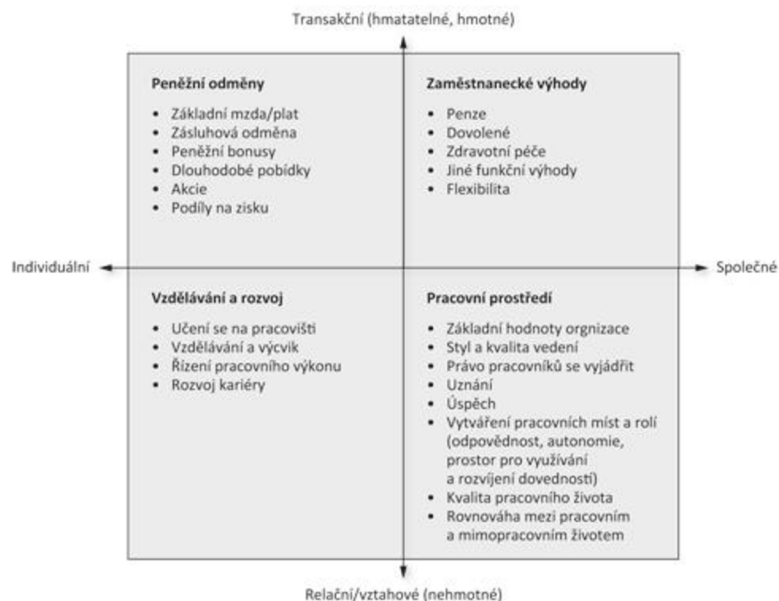 Transakční (hmatatelné, hmotné)
Peněžní odměny
• Základní mzda/plat
• Zásluhová odměna
• Peněžní bonusy
• Dlouhodobé pobídky
• Akcie
• Podíly na zisku
Zaměstnanecké výhody
• Penze
• Dovolené
• Zdravotní péče
• Jiné funkční výhody
• Flexibilita
Individuální
Společné
Vzdělávání a rozvoj
• Učení se na pracovišti
• Vzdělávání a výcvik
• Řízení pracovního výkonu
• Rozvoj kariéry
Pracovní prostředí
• Základní hodnoty orgnizace
• Styl a kvalita vedení
• Právo pracovníků se vyjádřit
• Uznání
• Úspěch
• Vytváření pracovních míst a rolí
(odpovědnost, autonomie,
prostor pro využívání
a rozvíjení dovedností)
• Kvalita pracovního života
• Rovnováha mezi pracovním
a mimopracovním životem
Relační/vztahové (nehmotné)